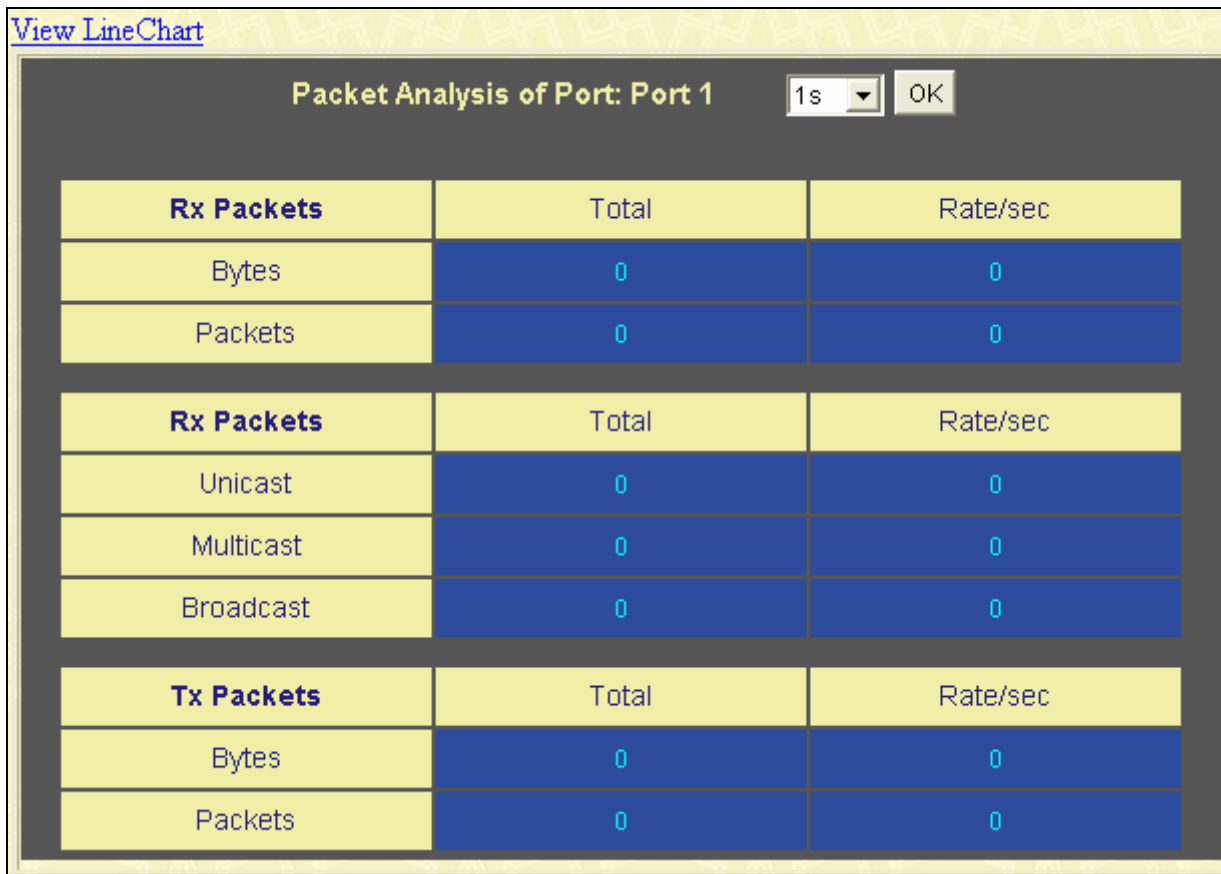 View LineChart
Packet Analysis of Port: Port 1 1s OK
Rx Packets Total Rate/sec
Bytes 0 0
Packets 0 0
Rx Packets Total Rate/sec
Unicast 0 0
Multicast 0 0
Broadcast 0 0
Tx Packets Total Rate/sec
Bytes 0 0
Packets 0 0